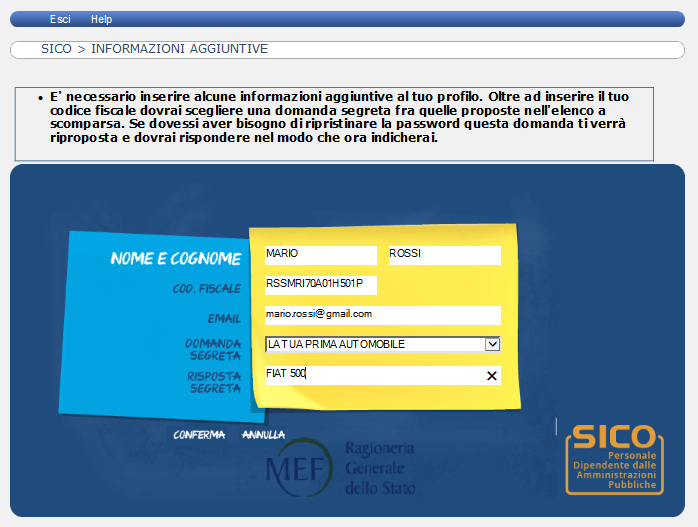 Esci Help
SICO > INFORMAZIONI AGGIUNTIVE
• E' necessario inserire alcune informazioni aggiuntive al tuo profilo. Oltre ad inserire il tuo
codice fiscale dovrai scegliere una domanda segreta fra quelle proposte nell'elenco a
scomparsa. Se dovessi aver bisogno di ripristinare la password questa domanda ti verrà
riproposta e dovrai rispondere nel modo che ora indicherai.
NOME E COGNOME MARIO ROSSI
COD. FISCALE RSSMRI70A01H501P
EMAIL mario.rossi@gmail.com
DOMANDA
SEGRETA
LA TUA PRIMA AUTOMOBILE
RISPOSTA
SEGRETA
FIAT 500
CONFERMA ANNULLA
MEF
Ragioneria
Generale
dello Stato
SICO
Personale
Dipendente dalle
Amministrazioni
Pubbliche